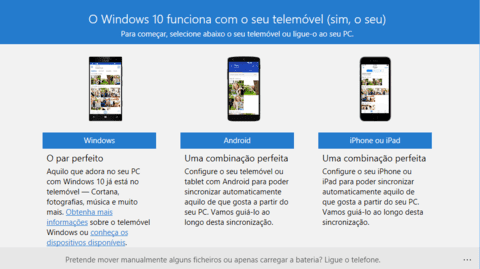 O Windows 10 funciona com o seu telemóvel (sim, o seu)
Para começar, selecione abaixo o seu telemóvel ou ligue-o ao seu PC.
Windows
O par perfeito
Aquilo que adora no seu PC
com Windows 10 já está no
telemóvel — Cortana,
fotografias, música e muito
mais. Obtenha mais
informações sobre o telemóvel
Windows ou conheça os
dispositivos disponíveis.
Android
Uma combinação perfeita
Configure o seu telemóvel ou
tablet com Android para poder
sincronizar automaticamente
aquilo de que gosta a partir do
seu PC. Vamos guiá-lo ao
longo desta sincronização.
iPhone ou iPad
Uma combinação perfeita
Configure o seu iPhone ou
iPad para poder sincronizar
automaticamente aquilo de
que gosta a partir do seu PC.
Vamos guiá-lo ao longo desta
sincronização.
Pretende mover manualmente alguns ficheiros ou apenas carregar a bateria? Ligue o telefone.